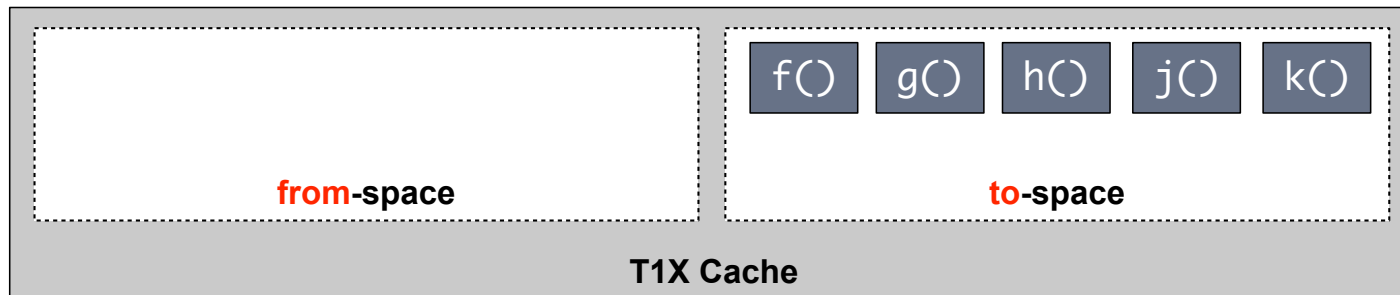 f() g() h() j() k()
from-space to-space
T1X Cache